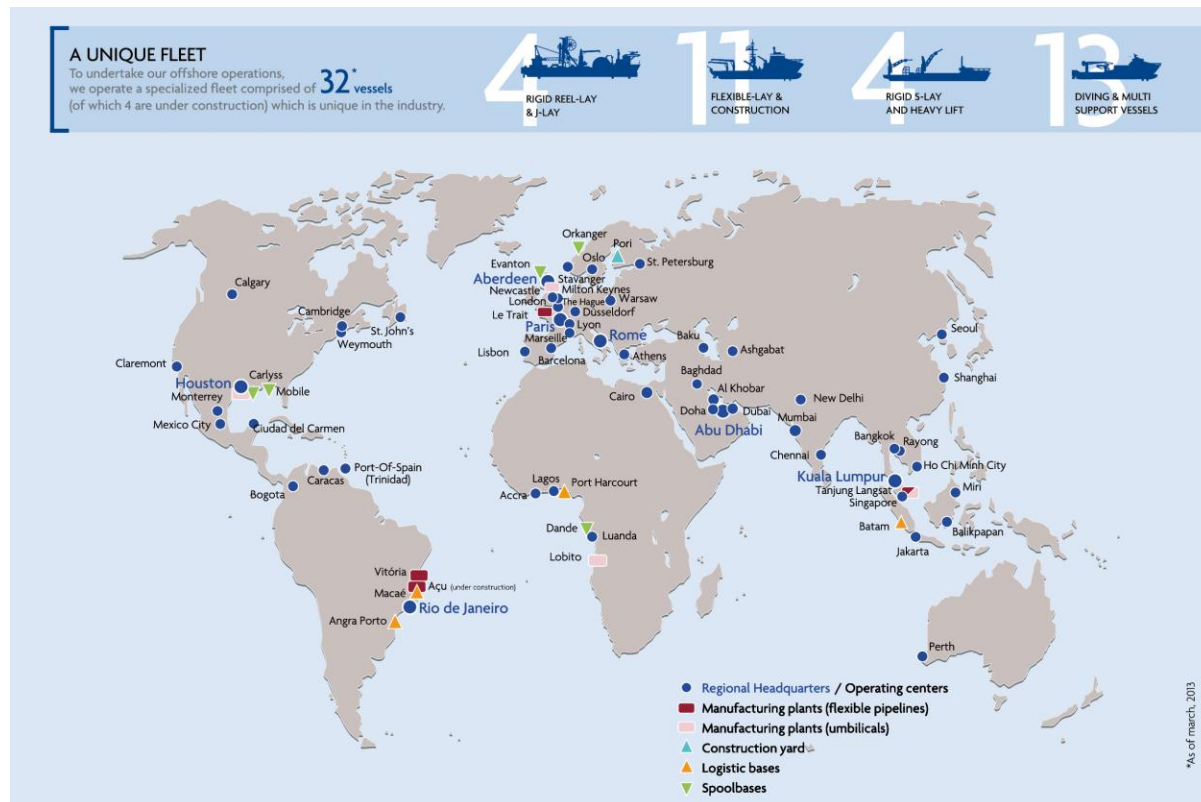 A UNIQUE FLEET
To undertake our offshore operations,
we operate a specialized fleet comprised of 32* vessels
(of which 4 are under construction) which is unique in the industry.
4
RIGID REEL-LAY
& J-LAY
11
FLEXIBLE-LAY &
CONSTRUCTION
4
RIGID S-LAY
AND HEAVY LIFT
13
DIVING & MULTI
SUPPORT VESSELS
Orkanger
Pori
Evanton
Oslo
St. Petersburg
Aberdeen
Stavanger
Calgary
Newcastle
Milton Keynes
London
The Hague
Warsaw
Cambridge
Le Trait
Düsseldorf
St. John's
Weymouth
Paris
Lyon
Rome
Baku
Seoul
Marseille
Claremont
Lisbon
Barcelona
Athens
Ashgabat
Carlyss
Baghdad
Shanghai
Houston
Mobile
Al Khobar
Monterrey
Cairo
New Delhi
Mexico City
Ciudad del Carmen
Doha
Dubai
Mumbai
Abu Dhabi
Bangkok
Rayong
Chennai
Port-Of-Spain
(Trinidad)
Caracas
Ho Chi Minh City
Bogota
Lagos
Port Harcourt
Kuala Lumpur
Accra
Tanjung Langsat
Miri
Singapore
Dande
Luanda
Batam
Balikpapan
Lobito
Jakarta
Vitória
Açu (under construction)
Macaé
Rio de Janeiro
Angra Porto
Perth
Regional Headquarters / Operating centers
Manufacturing plants (flexible pipelines)
Manufacturing plants (umbilicals)
Construction yard
Logistic bases
Spoolbases
*As of march, 2013